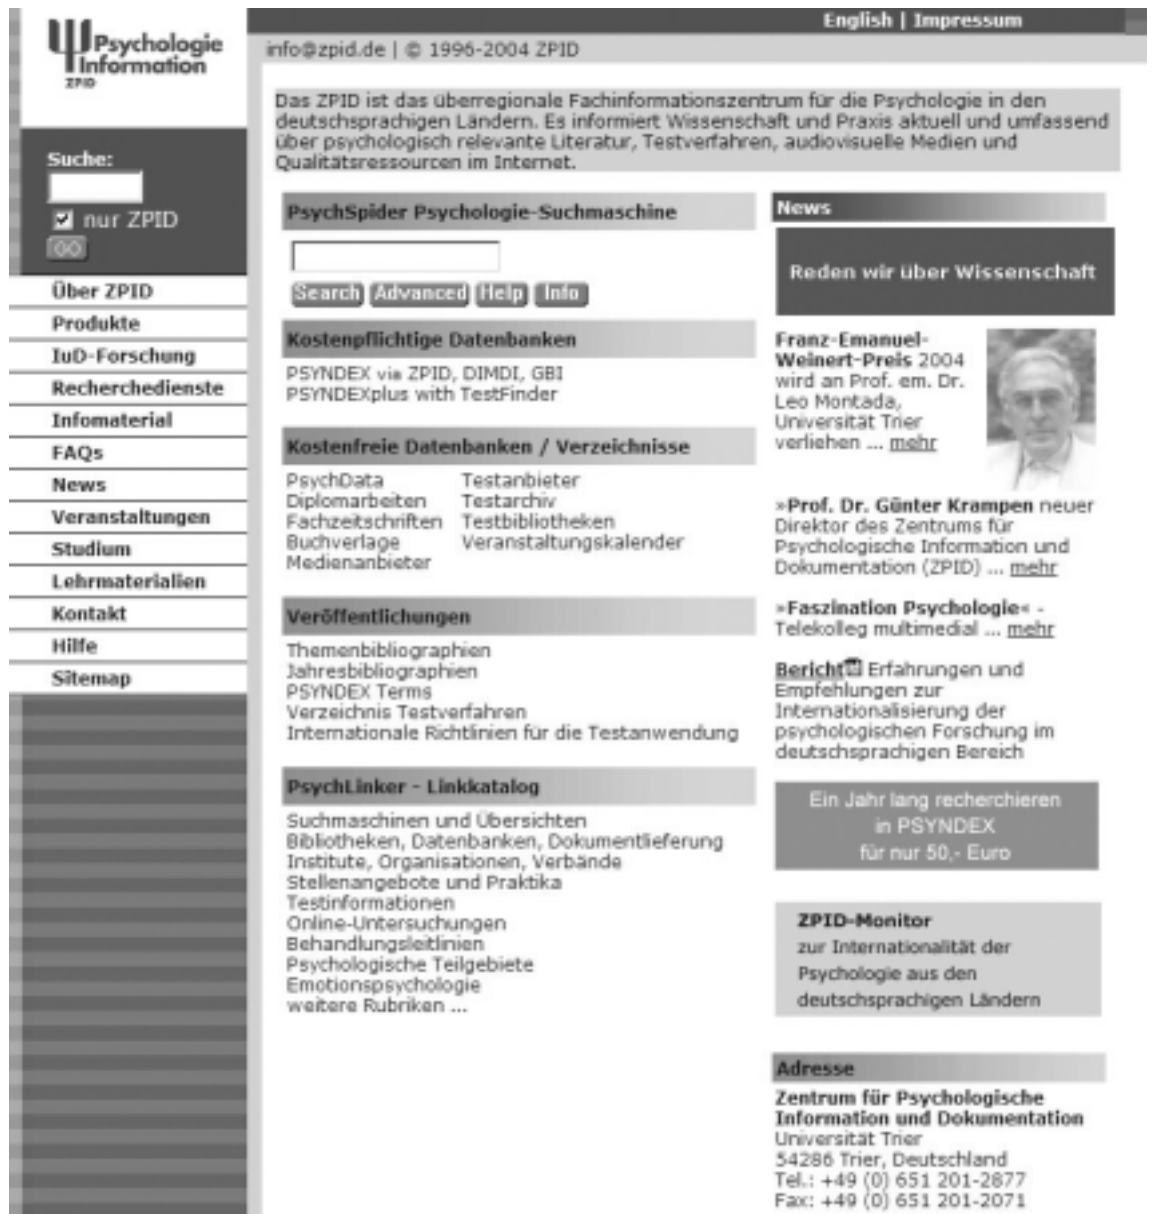 Psychologie
Information
ZPID
English | Impressum
info@zpid.de | © 1996-2004 ZPID
Suche:
nur ZPID
GO
Über ZPID
Produkte
IuD-Forschung
Recherchedienste
Infomaterial
FAQs
News
Veranstaltungen
Studium
Lehrmaterialien
Kontakt
Hilfe
Sitemap
Das ZPID ist das überregionale Fachinformationszentrum für die Psychologie in den
deutschsprachigen Ländern. Es informiert Wissenschaft und Praxis aktuell und umfassend
über psychologisch relevante Literatur, Testverfahren, audiovisuelle Medien und
Qualitätsressourcen im Internet.
PsychSpider Psychologie-Suchmaschine
Search Advanced Help Info
Kostenpflichtige Datenbanken
PSYNDEX via ZPID, DIMDI, GBI
PSYNDEXplus with TestFinder
Kostenfreie Datenbanken / Verzeichnisse
PsychData Testanbieter
Diplomarbeiten Testarchiv
Fachzeitschriften Testbibliotheken
Buchverlage Veranstaltungskalender
Medienanbieter
Veröffentlichungen
Themenbibliographien
Jahresbibliographien
PSYNDEX Terms
Verzeichnis Testverfahren
Internationale Richtlinien für die Testanwendung
PsychLinker - Linkkatalog
Suchmaschinen und Übersichten
Bibliotheken, Datenbanken, Dokumentlieferung
Institute, Organisationen, Verbände
Stellenangebote und Praktika
Testinformationen
Online-Untersuchungen
Behandlungsleitlinien
Psychologische Teilgebiete
Emotionspsychologie
weitere Rubriken ...
News
Reden wir über Wissenschaft
Franz-Emanuel-
Weinert-Preis 2004
wird an Prof. em. Dr.
Leo Montada,
Universität Trier
verliehen ... mehr
»Prof. Dr. Günter Krampen neuer
Direktor des Zentrums für
Psychologische Information und
Dokumentation (ZPID) ... mehr
»Faszination Psychologie« -
Telekolleg multimedial ... mehr
Bericht Erfahrungen und
Empfehlungen zur
Internationalisierung der
psychologischen Forschung im
deutschsprachigen Bereich
Ein Jahr lang recherchieren
in PSYNDEX
für nur 50,- Euro
ZPID-Monitor
zur Internationalität der
Psychologie aus den
deutschsprachigen Ländern
Adresse
Zentrum für Psychologische
Information und Dokumentation
Universität Trier
54286 Trier, Deutschland
Tel.: +49 (0) 651 201-2877
Fax: +49 (0) 651 201-2071